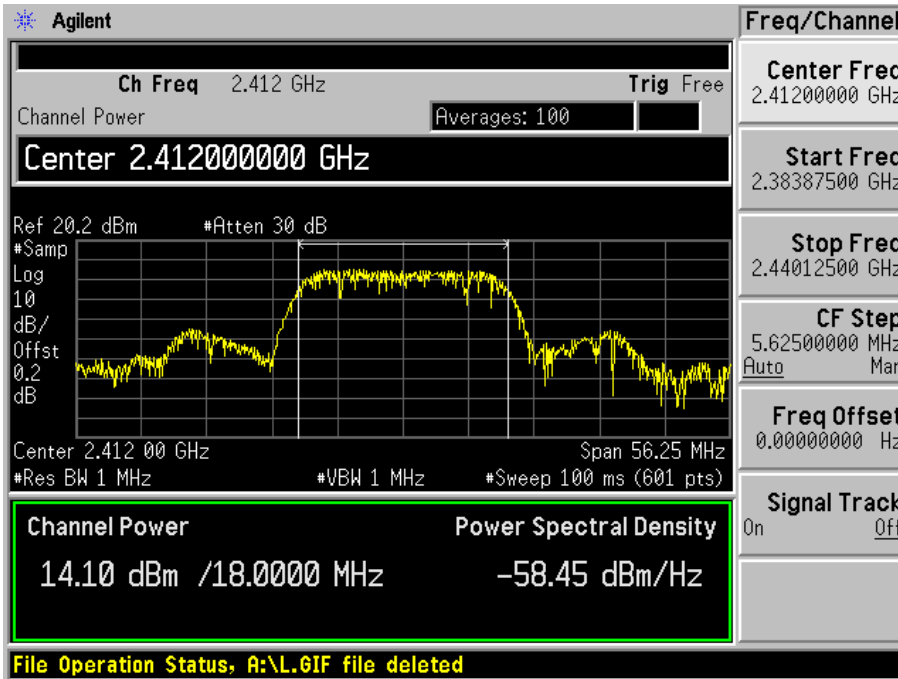 Agilent
Freq/Channel
Ch Freq 2.412 GHz Trig Free
Channel Power Averages: 100
Center 2.412000000 GHz
Ref 20.2 dBm #Atten 30 dB
#Samp
Log
10
dB/
Offst
0.2
dB
Center 2.412 00 GHz Span 56.25 MHz
#Res BW 1 MHz #VBW 1 MHz #Sweep 100 ms (601 pts)
Channel Power Power Spectral Density
14.10 dBm /18.0000 MHz -58.45 dBm/Hz
File Operation Status, A:\L.GIF file deleted
Center Freq
2.41200000 GHz
Start Freq
2.38387500 GHz
Stop Freq
2.44012500 GHz
CF Step
5.62500000 MHz
Auto Man
Freq Offset
0.00000000 Hz
Signal Track
On Off